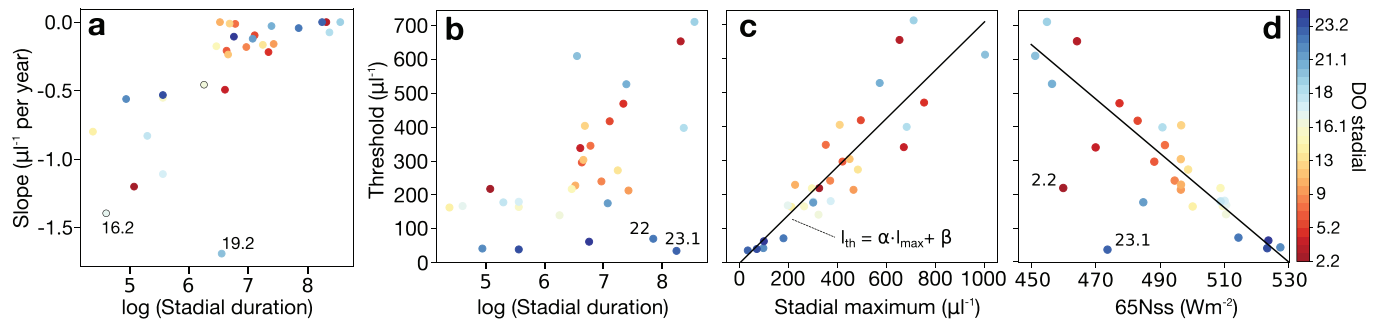 a
0.0
-0.5
-1.0
-1.5
Slope (µl-1 per year)
16.2
19.2
5 6 7 8
log (Stadial duration)
b
700
600
500
400
300
200
100
0
Threshold (µl-1)
22
23.1
5 6 7 8
log (Stadial duration)
c
Ith = α·Imax+ β
0 200 400 600 800 1000
Stadial maximum (µl-1)
d
2.2
23.1
450 470 490 510 530
65Nss (Wm-2)
23.2
21.1
18.1
16.1
13
9
5.2
2.2
DO stadial